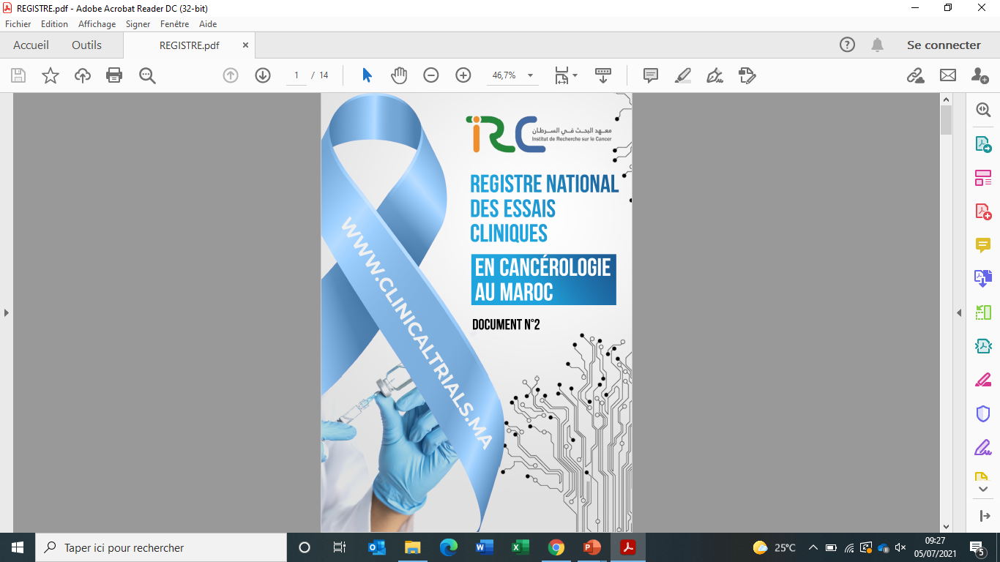 REGISTRE.pdf - Adobe Acrobat Reader DC (32-bit)
Fichier Edition Affichage Signer Fenêtre Aide
Accueil Outils REGISTRE.pdf × Se connecter
1 / 14 46,7%
iRC
معهد البحث في السرطان
Institut de Recherche sur le Cancer
REGISTRE NATIONAL
DES ESSAIS
CLINIQUES
EN CANCÉROLOGIE
AU MAROC
DOCUMENT N°2
WWW.CLINICALTRIALS.MA
Taper ici pour rechercher
25°C
09:27
05/07/2021
5